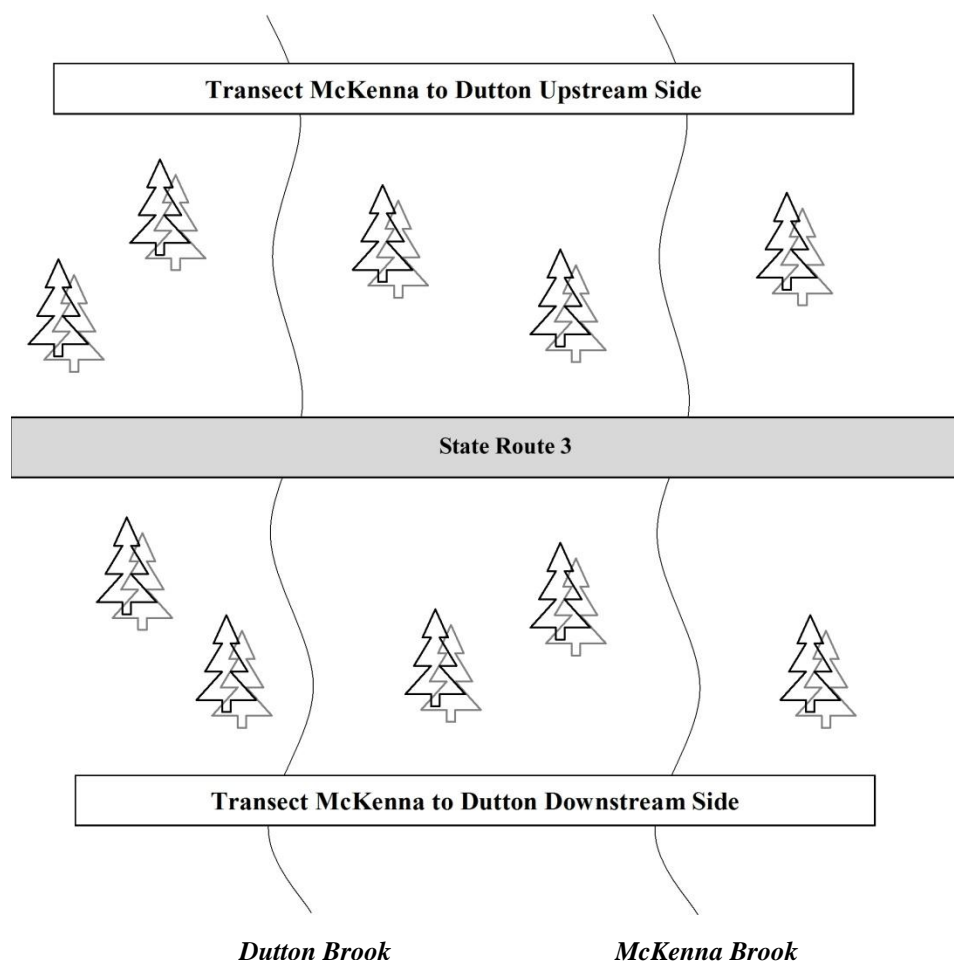 Transect McKenna to Dutton Upstream Side
State Route 3
Transect McKenna to Dutton Downstream Side
Dutton Brook
McKenna Brook